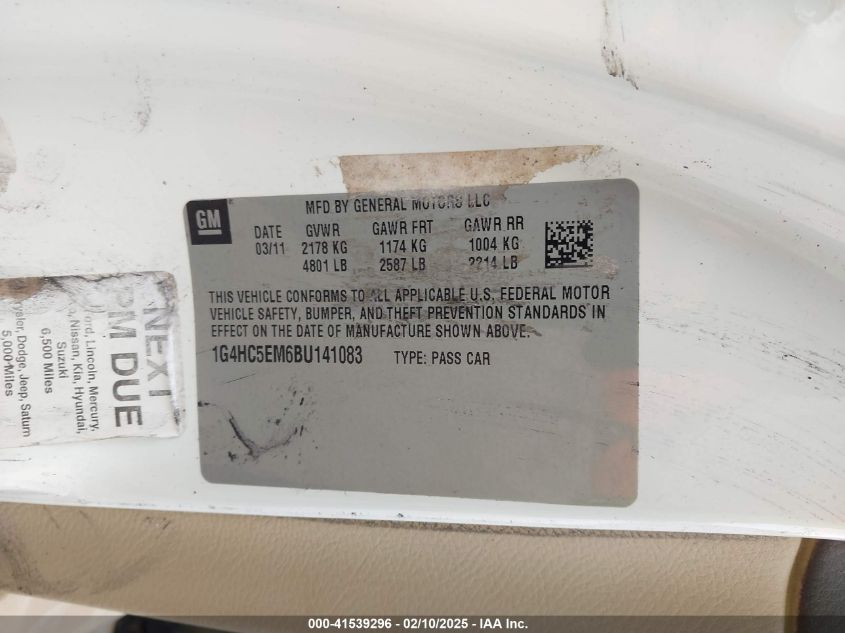 GM
MFD BY GENERAL MOTORS LLC
DATE GVWR GAWR FRT GAWR RR
03/11 2178 KG 1174 KG 1004 KG
4801 LB 2587 LB 2214 LB
THIS VEHICLE CONFORMS TO ALL APPLICABLE U.S. FEDERAL MOTOR
VEHICLE SAFETY, BUMPER, AND THEFT PREVENTION STANDARDS IN
EFFECT ON THE DATE OF MANUFACTURE SHOWN ABOVE.
1G4HC5EM6BU141083 TYPE: PASS CAR
NEXT
PM DUE
Ford, Lincoln, Mercury,
Nissan, Kia, Hyundai,
Suzuki
6,500 Miles
Dodge, Jeep, Saturn
5,000 Miles
000-41539296 - 02/10/2025 - IAA Inc.